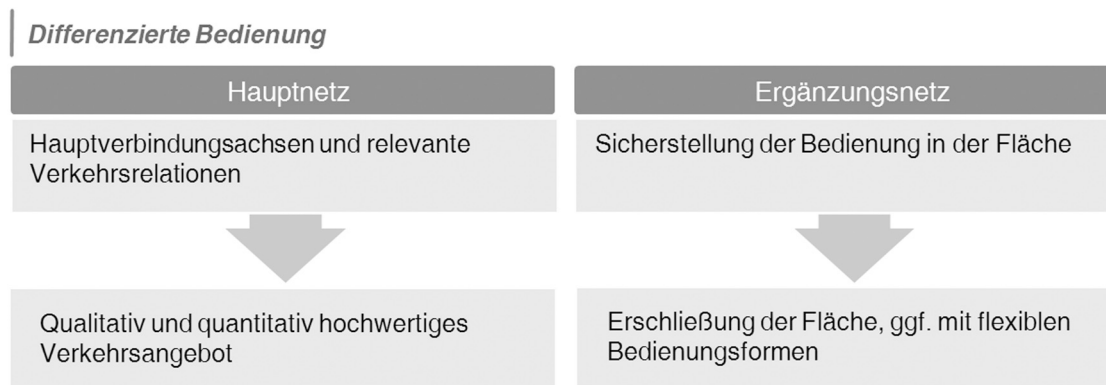 Differenzierte Bedienung
Hauptnetz
Hauptverbindungsachsen und relevante
Verkehrsrelationen
Qualitativ und quantitativ hochwertiges
Verkehrsangebot
Ergänzungsnetz
Sicherstellung der Bedienung in der Fläche
Erschließung der Fläche, ggf. mit flexiblen
Bedienungsformen